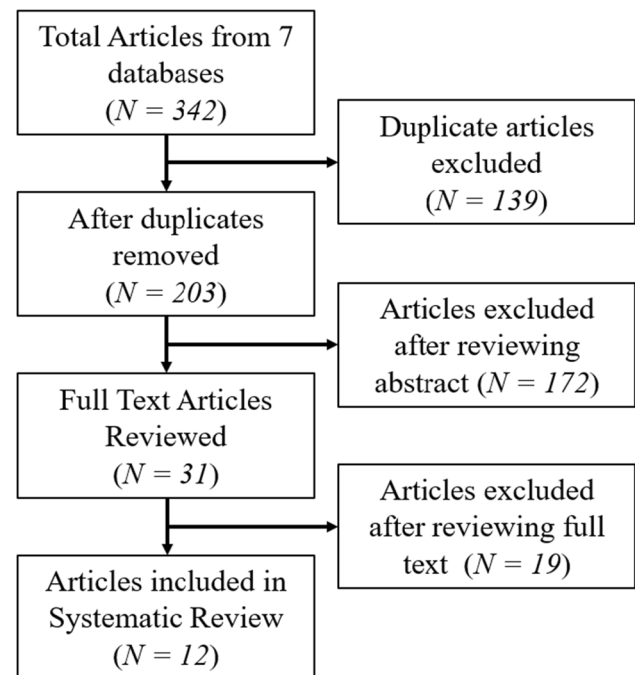 Total Articles from 7
databases
(N = 342)
Duplicate articles
excluded
(N = 139)
After duplicates
removed
(N = 203)
Articles excluded
after reviewing
abstract (N = 172)
Full Text Articles
Reviewed
(N = 31)
Articles excluded
after reviewing full
text (N = 19)
Articles included in
Systematic Review
(N = 12)